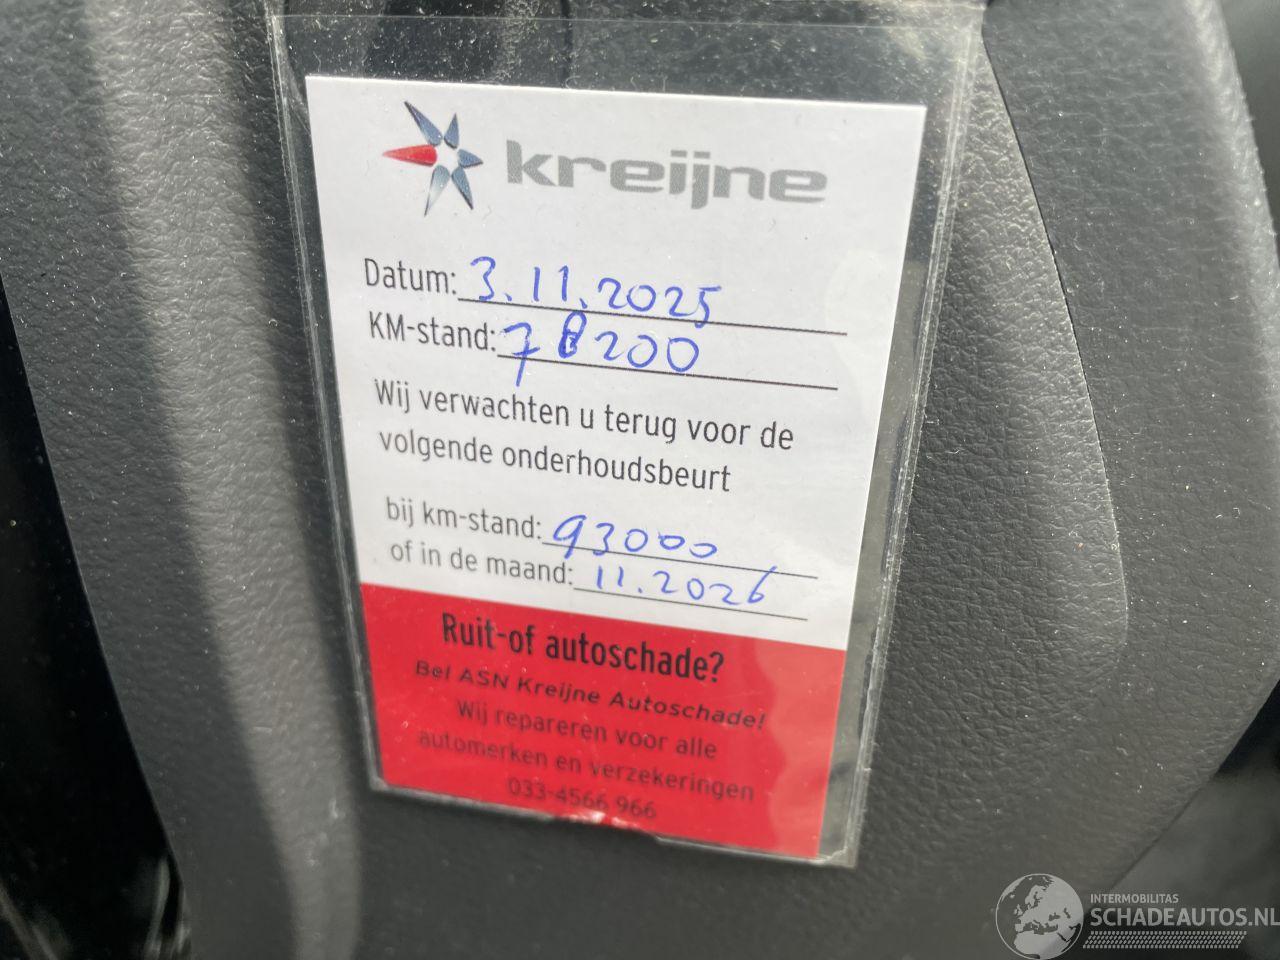 kreijne
Datum: 3.11.2025
KM-stand: 78200
Wij verwachten u terug voor de
volgende onderhoudsbeurt
bij km-stand: 93000
of in de maand: 11.2026
Ruit-of autoschade?
Bel ASN Kreijne Autoschade!
Wij repareren voor alle
automerken en verzekeringen
033-4566 966
INTERMOBILITAS
SCHADEAUTOS.NL